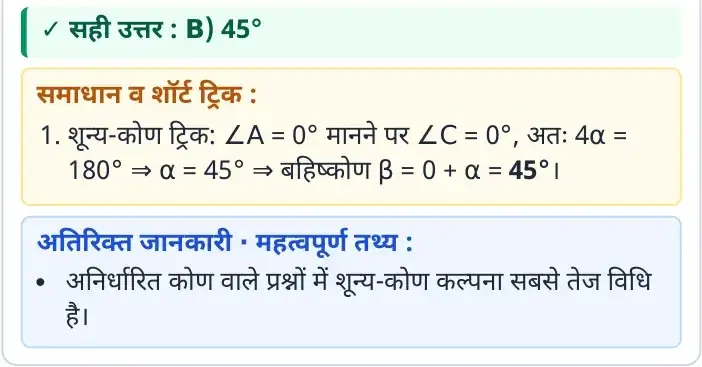 ✓ सही उत्तर : B) 45°
समाधान व शॉर्ट ट्रिक :
1. शून्य-कोण ट्रिक: ∠A = 0° मानने पर ∠C = 0°, अतः 4α =
180° ⇒ α = 45° ⇒ बहिष्कोण β = 0 + α = 45°।
अतिरिक्त जानकारी · महत्वपूर्ण तथ्य :
• अनिर्धारित कोण वाले प्रश्नों में शून्य-कोण कल्पना सबसे तेज विधि
है।